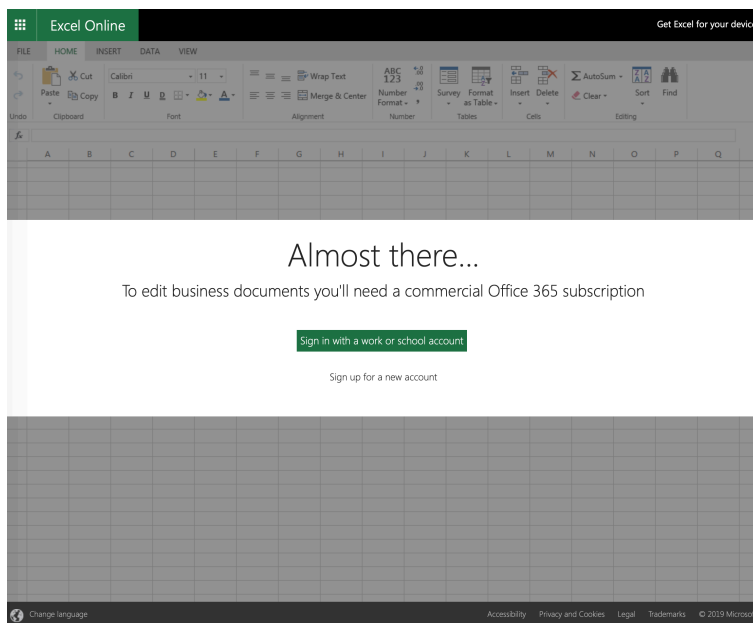 Excel Online
Get Excel for your device
FILE HOME INSERT DATA VIEW
Cut Calibri 11 Wrap Text ABC 123 AutoSum
Paste Copy B I U D A Merge & Center Number Format Survey Format as Table Insert Delete Clear Sort Find
Undo Clipboard Font Alignment Number Tables Cells Editing
fx
A B C D E F G H I J K L M N O P Q
Almost there...
To edit business documents you'll need a commercial Office 365 subscription
Sign in with a work or school account
Sign up for a new account
Change language Accessibility Privacy and Cookies Legal Trademarks © 2019 Microsoft